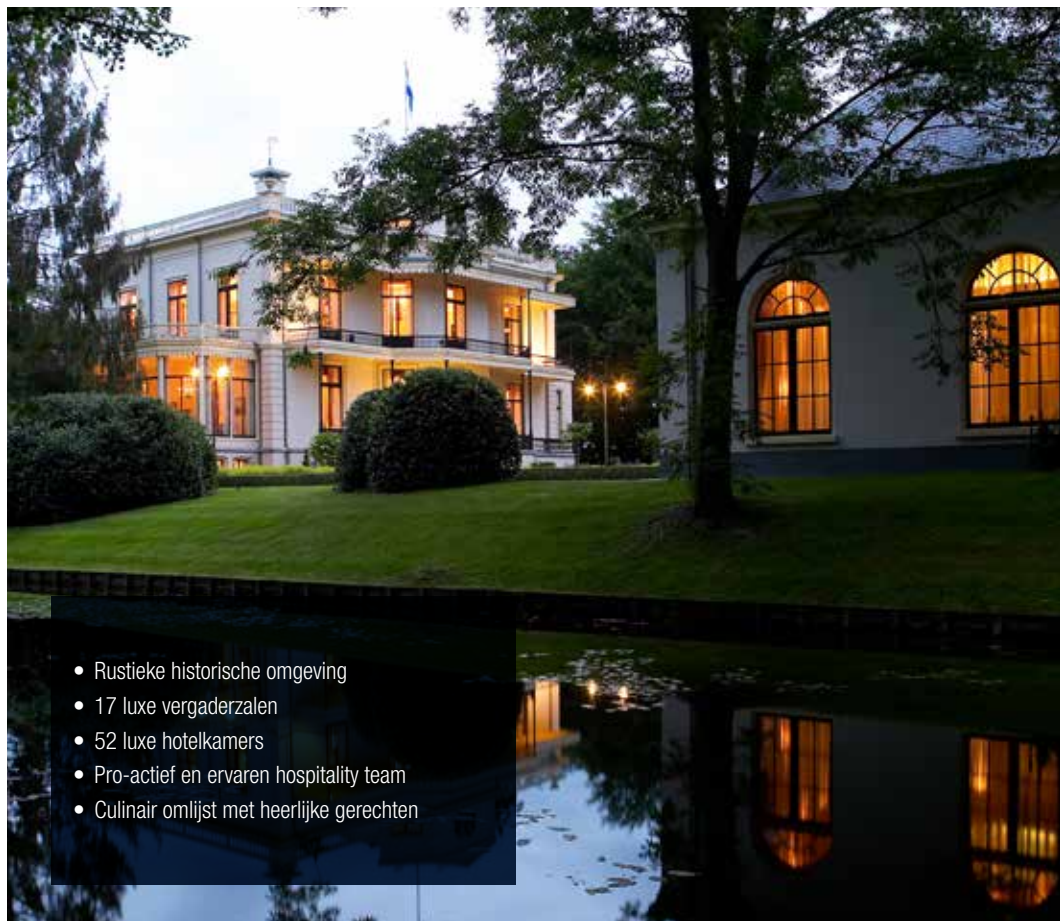 • Rustieke historische omgeving
• 17 luxe vergaderzalen
• 52 luxe hotelkamers
• Pro-actief en ervaren hospitality team
• Culinair omlijst met heerlijke gerechten